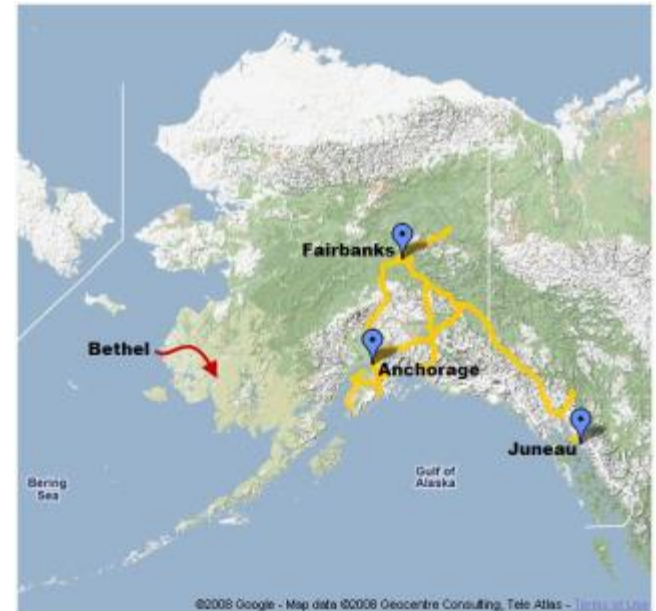 Fairbanks
Bethel
Anchorage
Juneau
Gulf of
Alaska
Bering
Sea
©2008 Google - Map data ©2008 Geocentre Consulting, Tele Atlas - Terms of Use